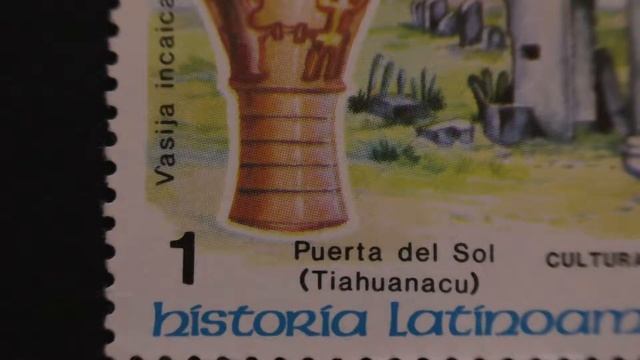 Vasija incaica
1
Puerta del Sol
(Tiahuanacu)
CULTURA
historia Latinoam